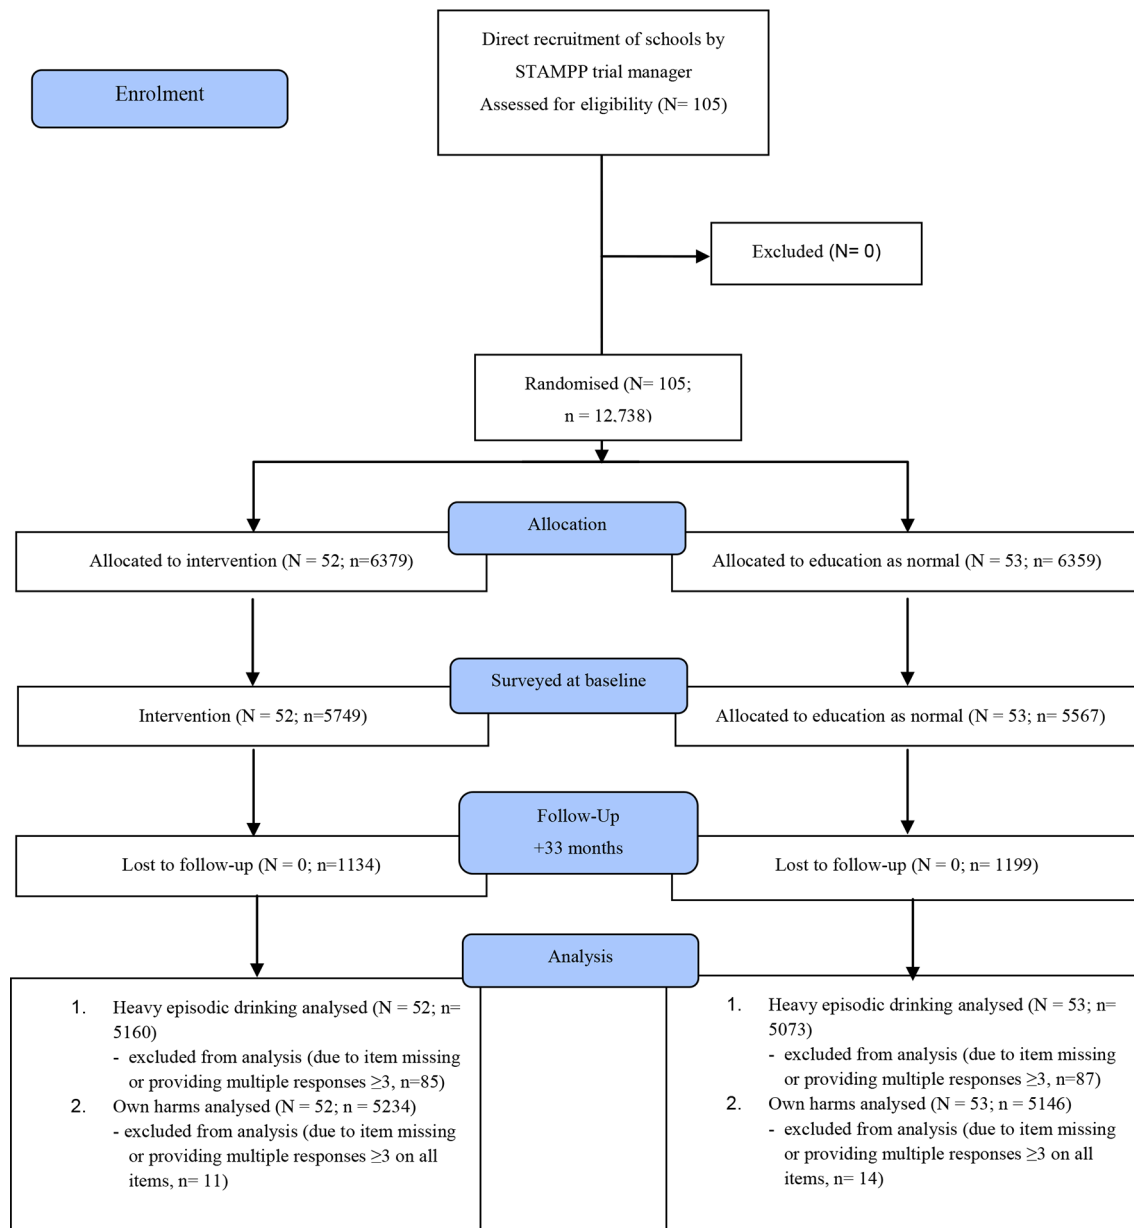 Direct recruitment of schools by
STAMPP trial manager
Assessed for eligibility (N= 105)
Enrolment
Excluded (N= 0)
Randomised (N= 105;
n = 12,738)
Allocation
Allocated to intervention (N = 52; n=6379)
Allocated to education as normal (N = 53; n= 6359)
Surveyed at baseline
Intervention (N = 52; n=5749)
Allocated to education as normal (N = 53; n= 5567)
Follow-Up
+33 months
Lost to follow-up (N = 0; n=1134)
Lost to follow-up (N = 0; n= 1199)
Analysis
1. Heavy episodic drinking analysed (N = 52; n=
5160)
- excluded from analysis (due to item missing
or providing multiple responses ≥3, n=85)
2. Own harms analysed (N = 52; n = 5234)
- excluded from analysis (due to item missing
or providing multiple responses ≥3 on all
items, n= 11)
1. Heavy episodic drinking analysed (N = 53; n=
5073)
- excluded from analysis (due to item missing
or providing multiple responses ≥3, n=87)
2. Own harms analysed (N = 53; n = 5146)
- excluded from analysis (due to item missing
or providing multiple responses ≥3 on all
items, n= 14)